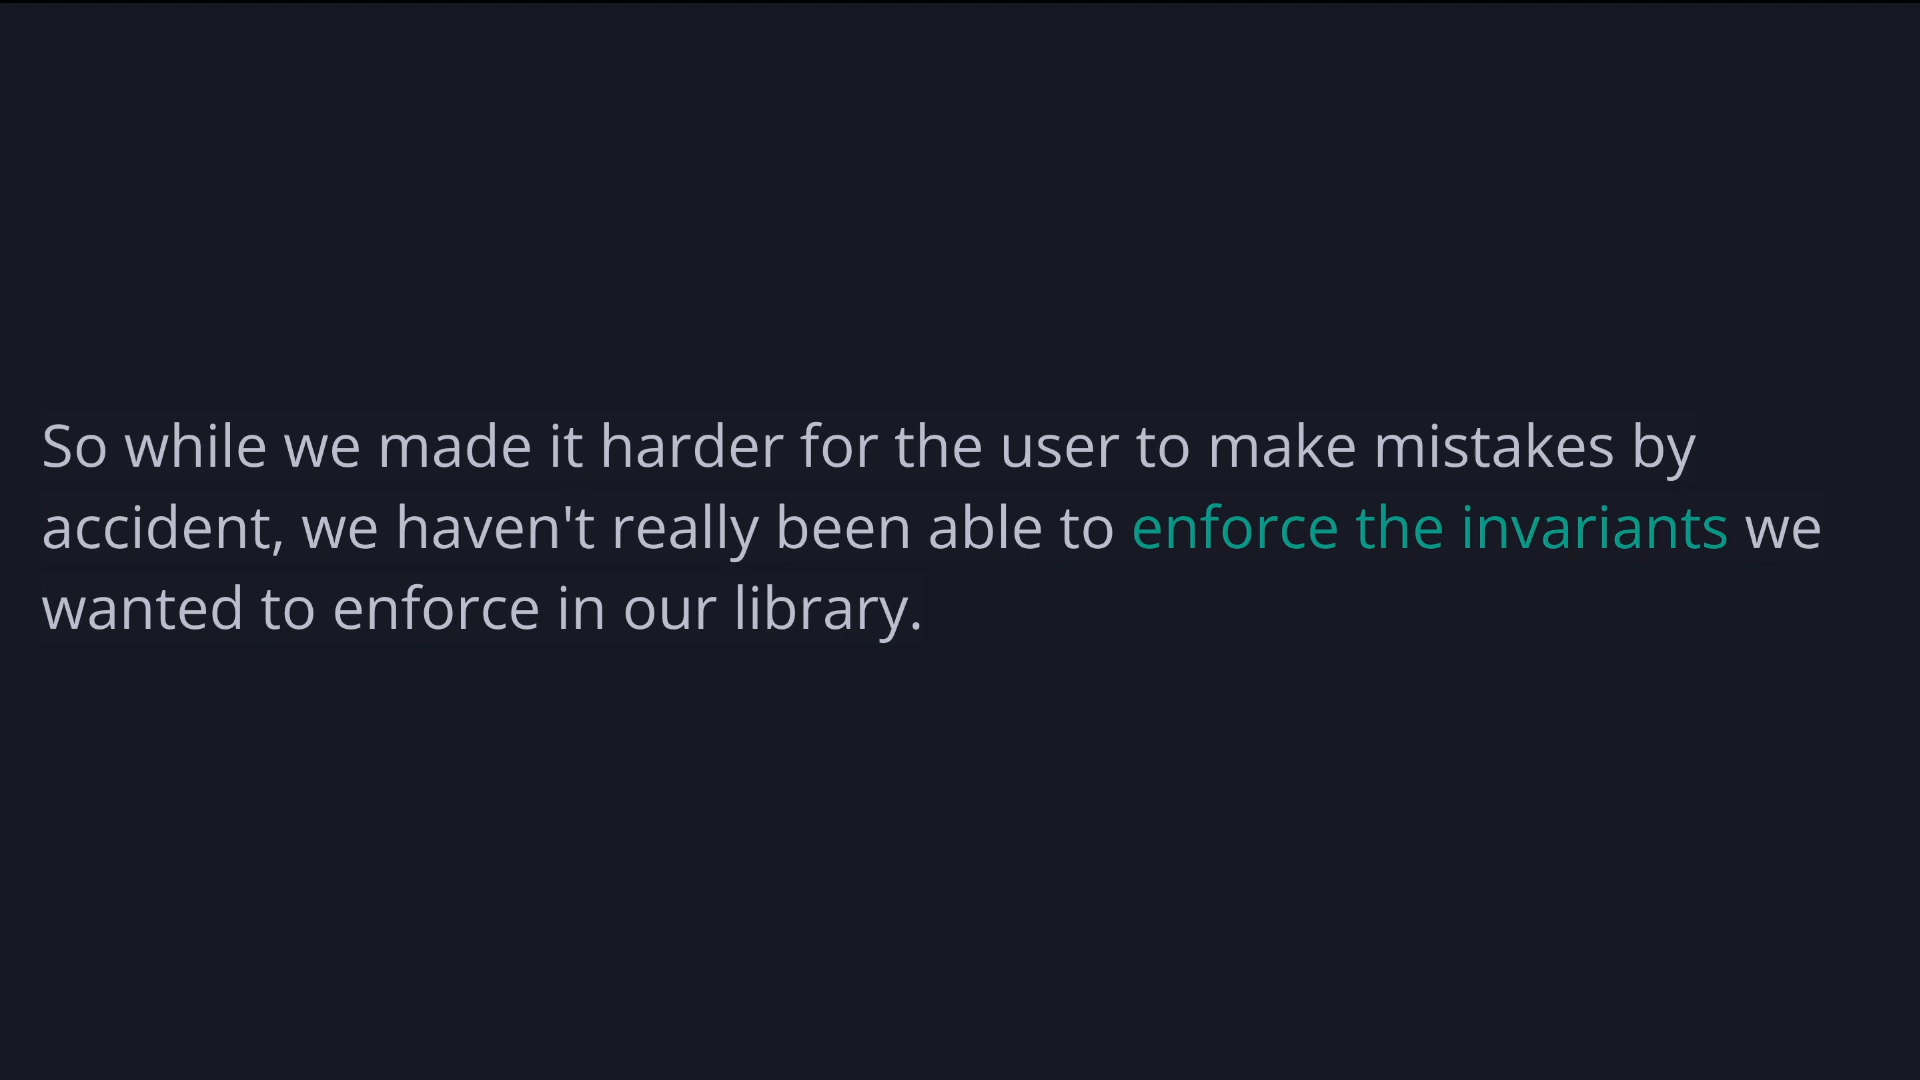 So while we made it harder for the user to make mistakes by
accident, we haven't really been able to enforce the invariants we
wanted to enforce in our library.